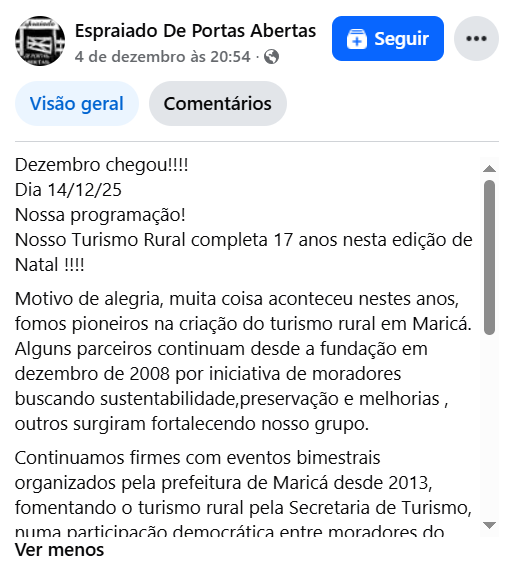 Espraiado De Portas Abertas
4 de dezembro às 20:54 ·
Seguir
Visão geral
Comentários
Dezembro chegou!!!!
Dia 14/12/25
Nossa programação!
Nosso Turismo Rural completa 17 anos nesta edição de
Natal !!!!
Motivo de alegria, muita coisa aconteceu nestes anos,
fomos pioneiros na criação do turismo rural em Maricá.
Alguns parceiros continuam desde a fundação em
dezembro de 2008 por iniciativa de moradores
buscando sustentabilidade,preservação e melhorias ,
outros surgiram fortalecendo nosso grupo.
Continuamos firmes com eventos bimestrais
organizados pela prefeitura de Maricá desde 2013,
fomentando o turismo rural pela Secretaria de Turismo,
numa participação democrática entre moradores do
Ver menos